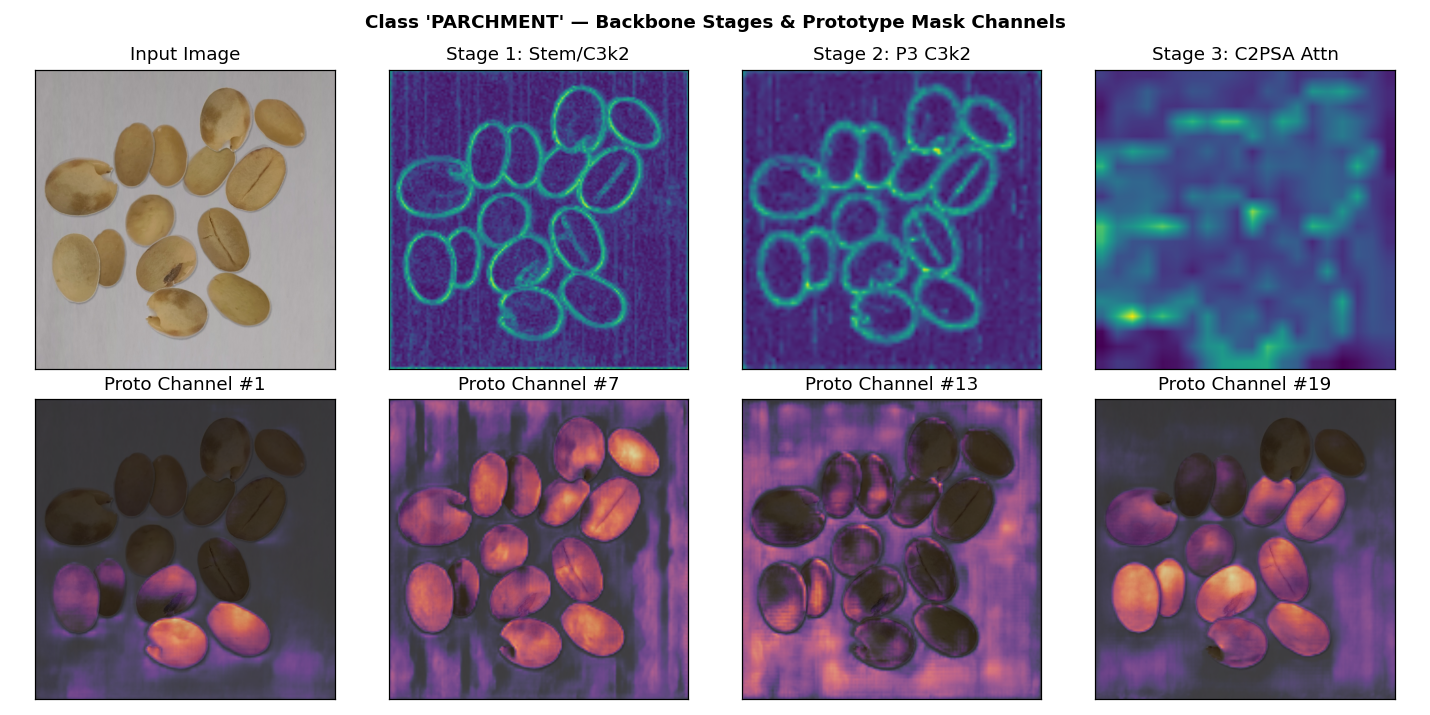 Class 'PARCHMENT' — Backbone Stages & Prototype Mask Channels
Input Image
Stage 1: Stem/C3k2
Stage 2: P3 C3k2
Stage 3: C2PSA Attn
Proto Channel #1
Proto Channel #7
Proto Channel #13
Proto Channel #19